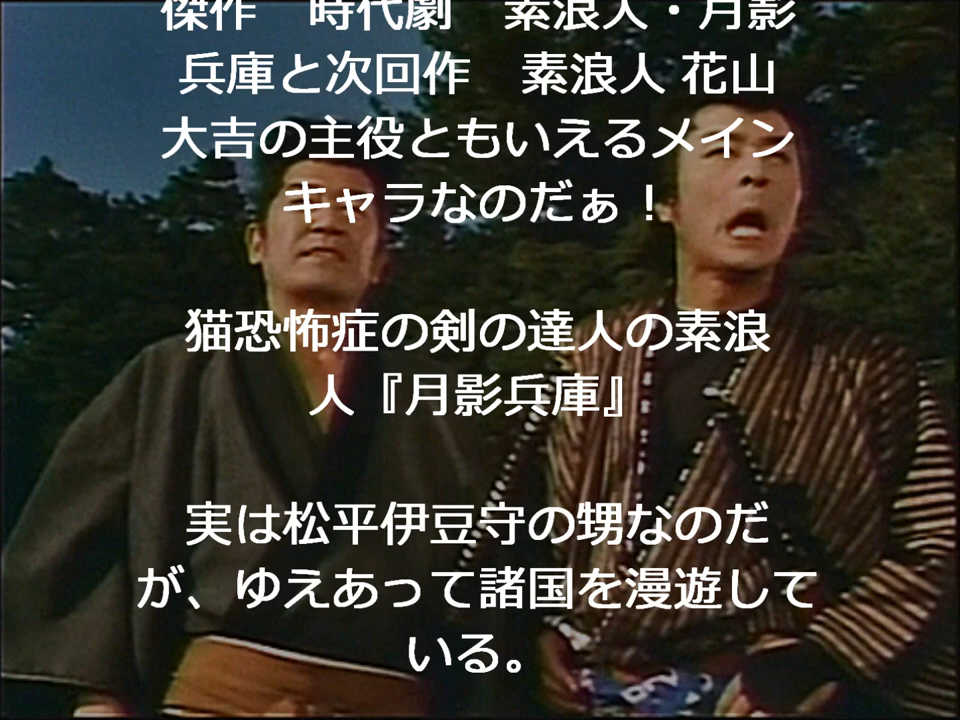 傑作　時代劇　素浪人・月影
兵庫と次回作　素浪人 花山
大吉の主役ともいえるメイン
キャラなのだぁ！
猫恐怖症の剣の達人の素浪
人『月影兵庫』
実は松平伊豆守の甥なのだ
が、ゆえあって諸国を漫遊して
いる。